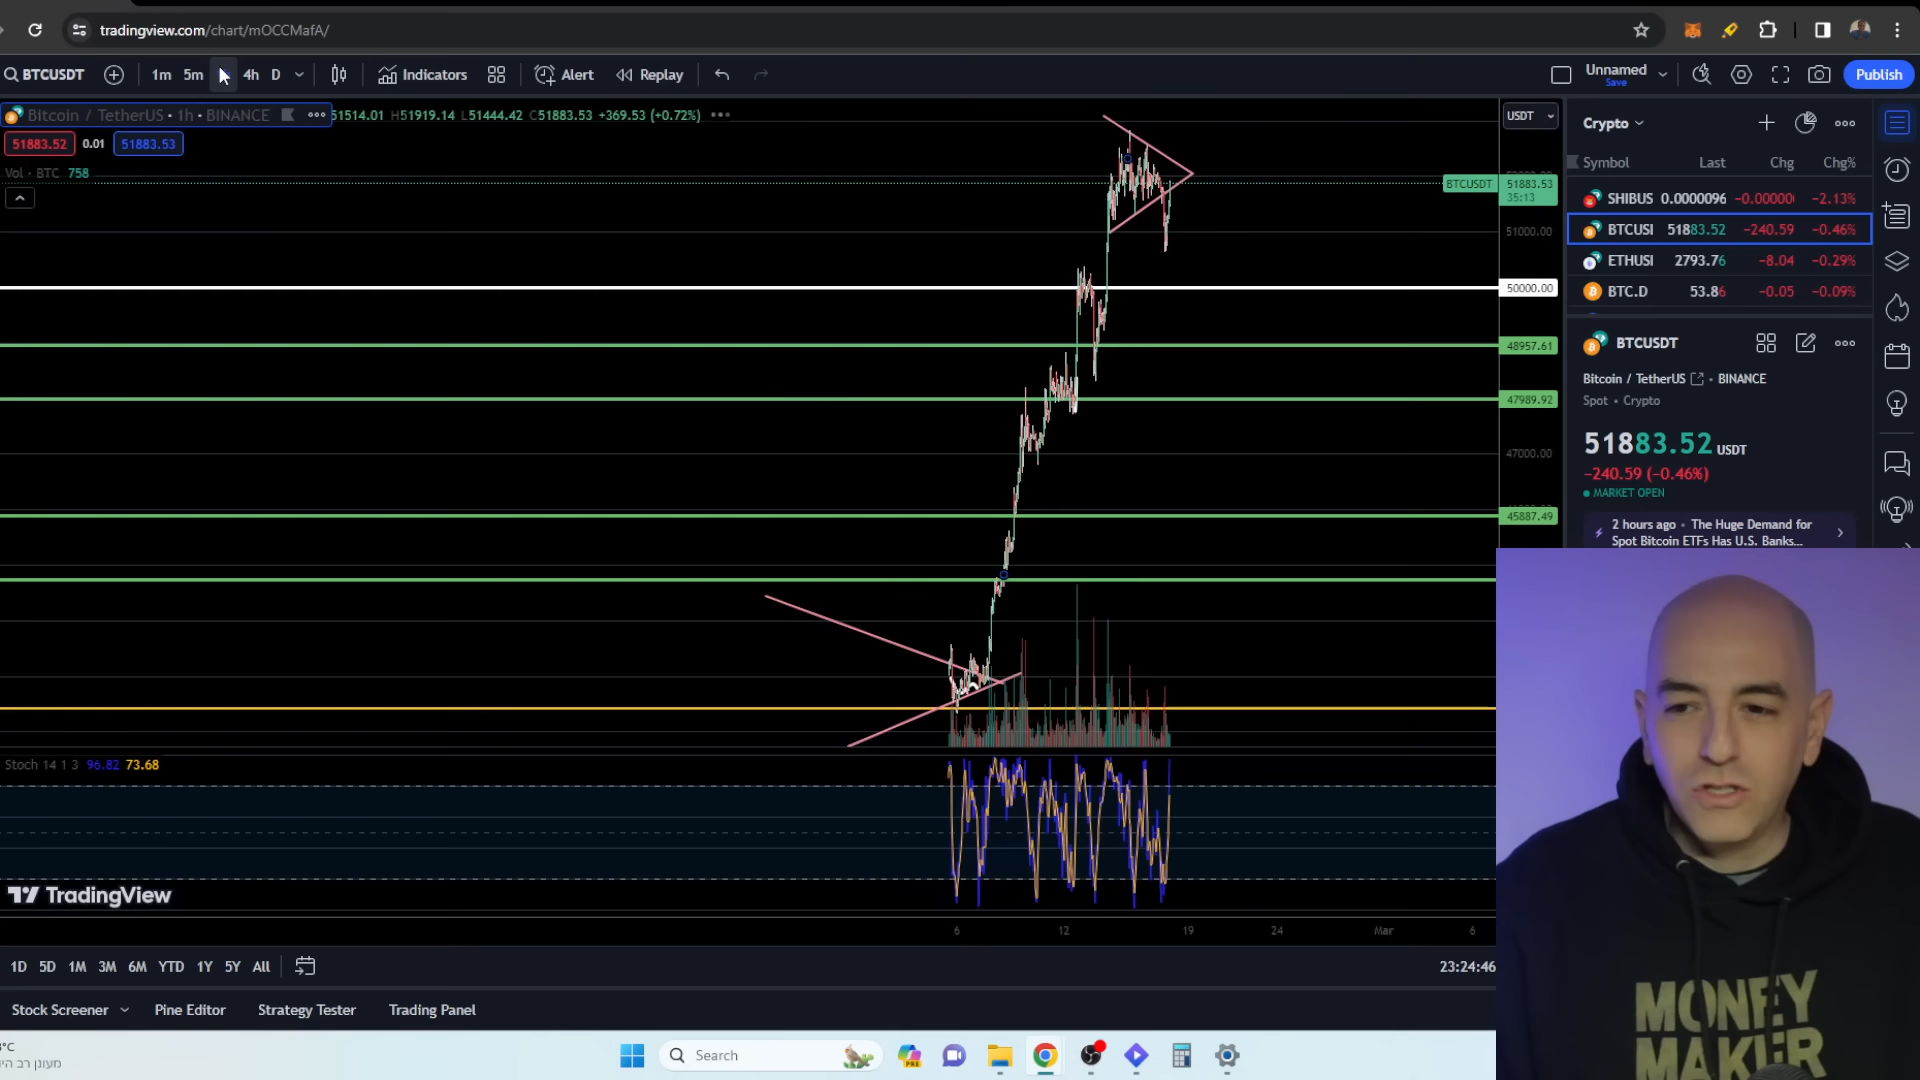 tradingview.com/chart/mOCCMafA/
BTCUSDT 1m 5m 4h D Indicators Alert Replay Unnamed Save Publish
Bitcoin / TetherUS • 1h • BINANCE 51514.01 H51919.14 L51444.42 C51883.53 +369.53 (+0.72%)
51883.52 0.01 51883.53
Vol • BTC 758
USDT
BTCUSDT 51883.53
35:13
51000.00
50000.00
48957.61
47989.92
47000.00
45887.49
Stoch 14 1 3 96.82 73.68
TradingView
6 12 19 24 Mar 6
1D 5D 1M 3M 6M YTD 1Y 5Y All
23:24:46
Stock Screener Pine Editor Strategy Tester Trading Panel
Crypto
Symbol Last Chg Chg%
SHIBUS 0.0000096 -0.00000 -2.13%
BTCUSI 51883.52 -240.59 -0.46%
ETHUSI 2793.76 -8.04 -0.29%
BTC.D 53.86 -0.05 -0.09%
BTCUSDT
Bitcoin / TetherUS • BINANCE
Spot • Crypto
51883.52 USDT
−240.59 (−0.46%)
MARKET OPEN
2 hours ago • The Huge Demand for
Spot Bitcoin ETFs Has U.S. Banks...
MONEY
MAKER
°C
מעונן רב
Search